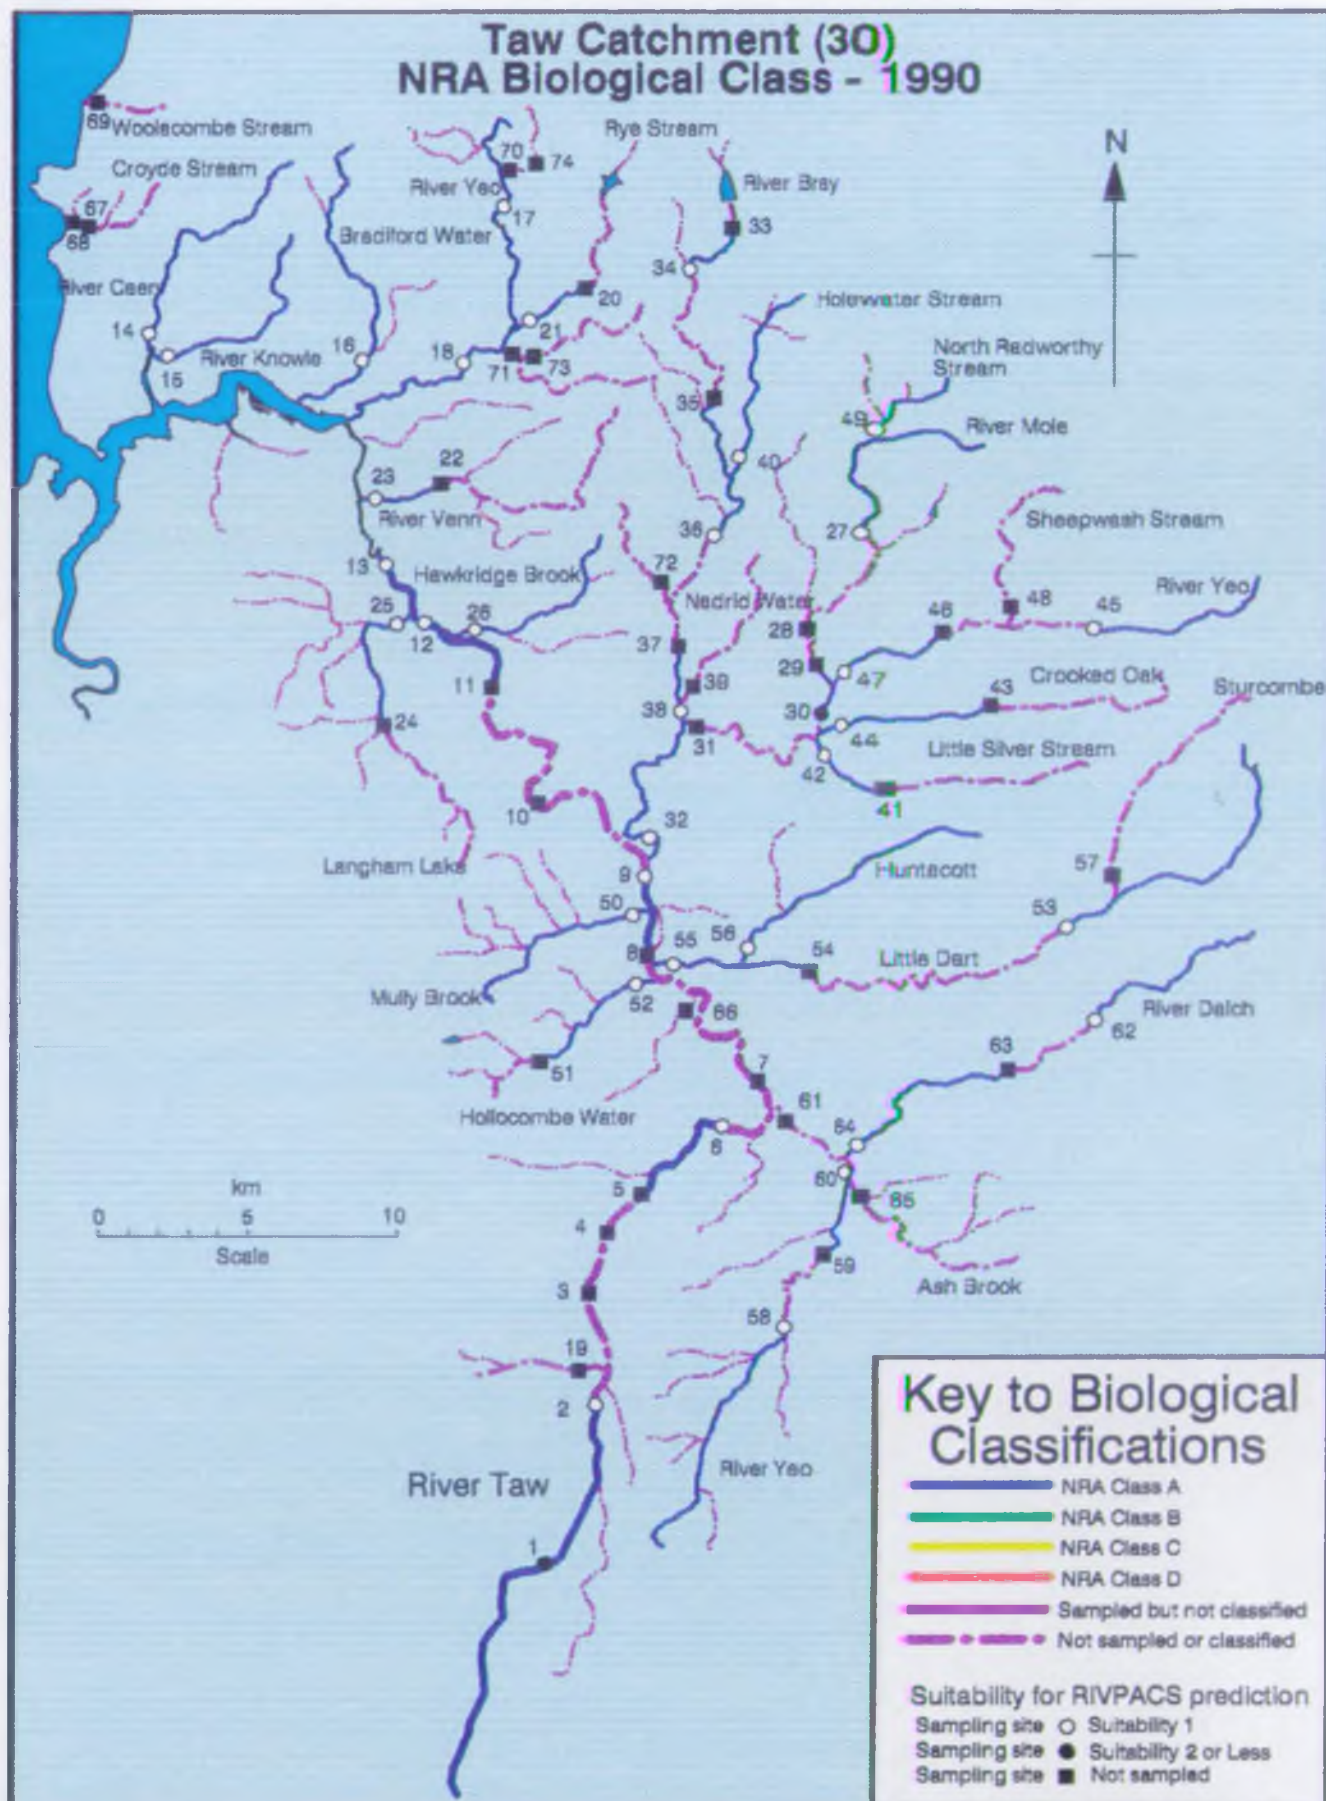 Taw Catchment (30)
NRA Biological Class - 1990
69
Woolacombe Stream
Rye Stream
N
70
74
Croyde Stream
River Yeo
River Bray
67
68
17
33
Bradiford Water
34
River Caen
20
Holewater Stream
14
21
15
River Knowle
16
18
71
73
North Radworthy
Stream
35
49
River Mole
40
22
23
River Venn
36
27
Sheepwash Stream
13
Hawkridge Brook
72
Nadrid Water
River Yeo
25
12
26
28
46
48
45
37
29
47
11
39
Crooked Oak
43
Sturcombe
38
30
24
31
44
Little Silver Stream
42
41
10
32
Langham Lake
Huntacott
57
9
50
53
56
8
55
54
Little Dart
Mully Brook
52
River Dalch
66
62
51
63
7
Hollocombe Water
61
64
6
60
km
5
65
0 5 10
4
Scale
59
3
Ash Brook
58
19
2
River Taw
River Yeo
1
Key to Biological
Classifications
NRA Class A
NRA Class B
NRA Class C
NRA Class D
Sampled but not classified
Not sampled or classified
Suitability for RIVPACS prediction
Sampling site Suitability 1
Sampling site Suitability 2 or Less
Sampling site Not sampled